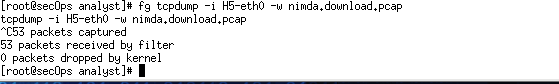 [root@secOps analyst]# fg tcpdump -i H5-eth0 -w nimda.download.pcap
tcpdump -i H5-eth0 -w nimda.download.pcap
^C53 packets captured
53 packets received by filter
0 packets dropped by kernel
[root@secOps analyst]#